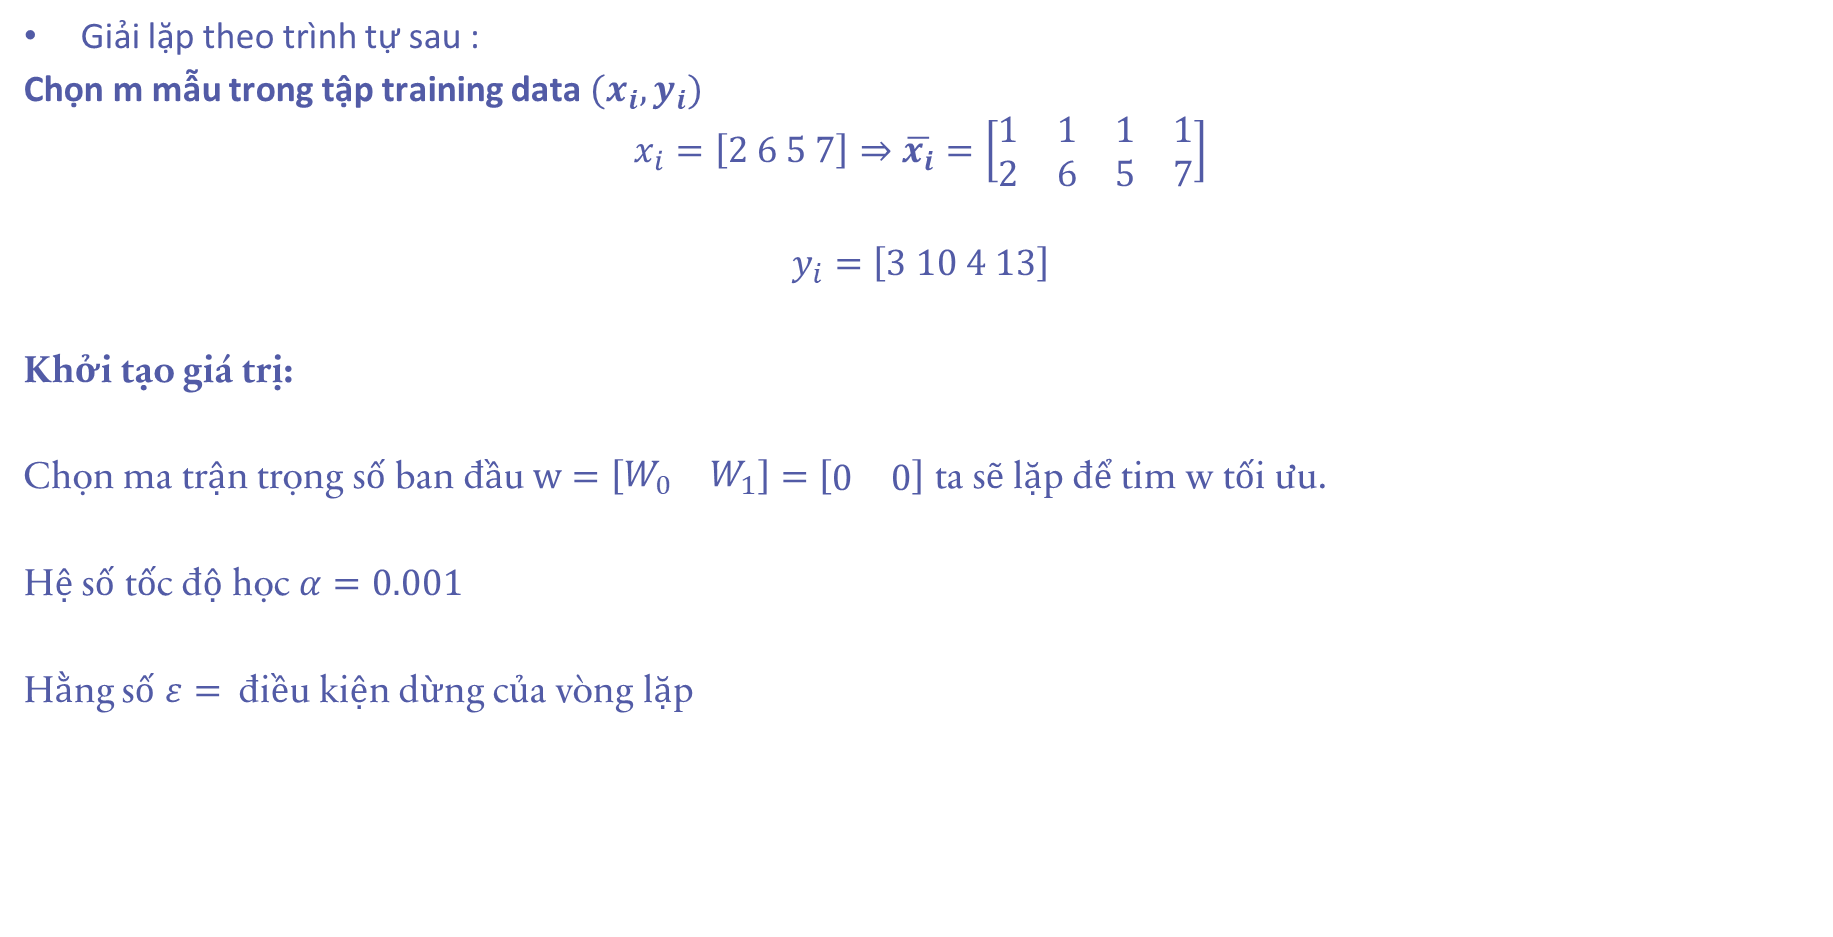 • Giải lặp theo trình tự sau :
Chọn m mẫu trong tập training data (xᵢ, yᵢ)
xᵢ = [2 6 5 7] ⇒ x̅ᵢ = [1 1 1 1
2 6 5 7]
yᵢ = [3 10 4 13]
Khởi tạo giá trị:
Chọn ma trận trọng số ban đầu w = [W₀ W₁] = [0 0] ta sẽ lặp để tim w tối ưu.
Hệ số tốc độ học α = 0.001
Hằng số ε = điều kiện dừng của vòng lặp